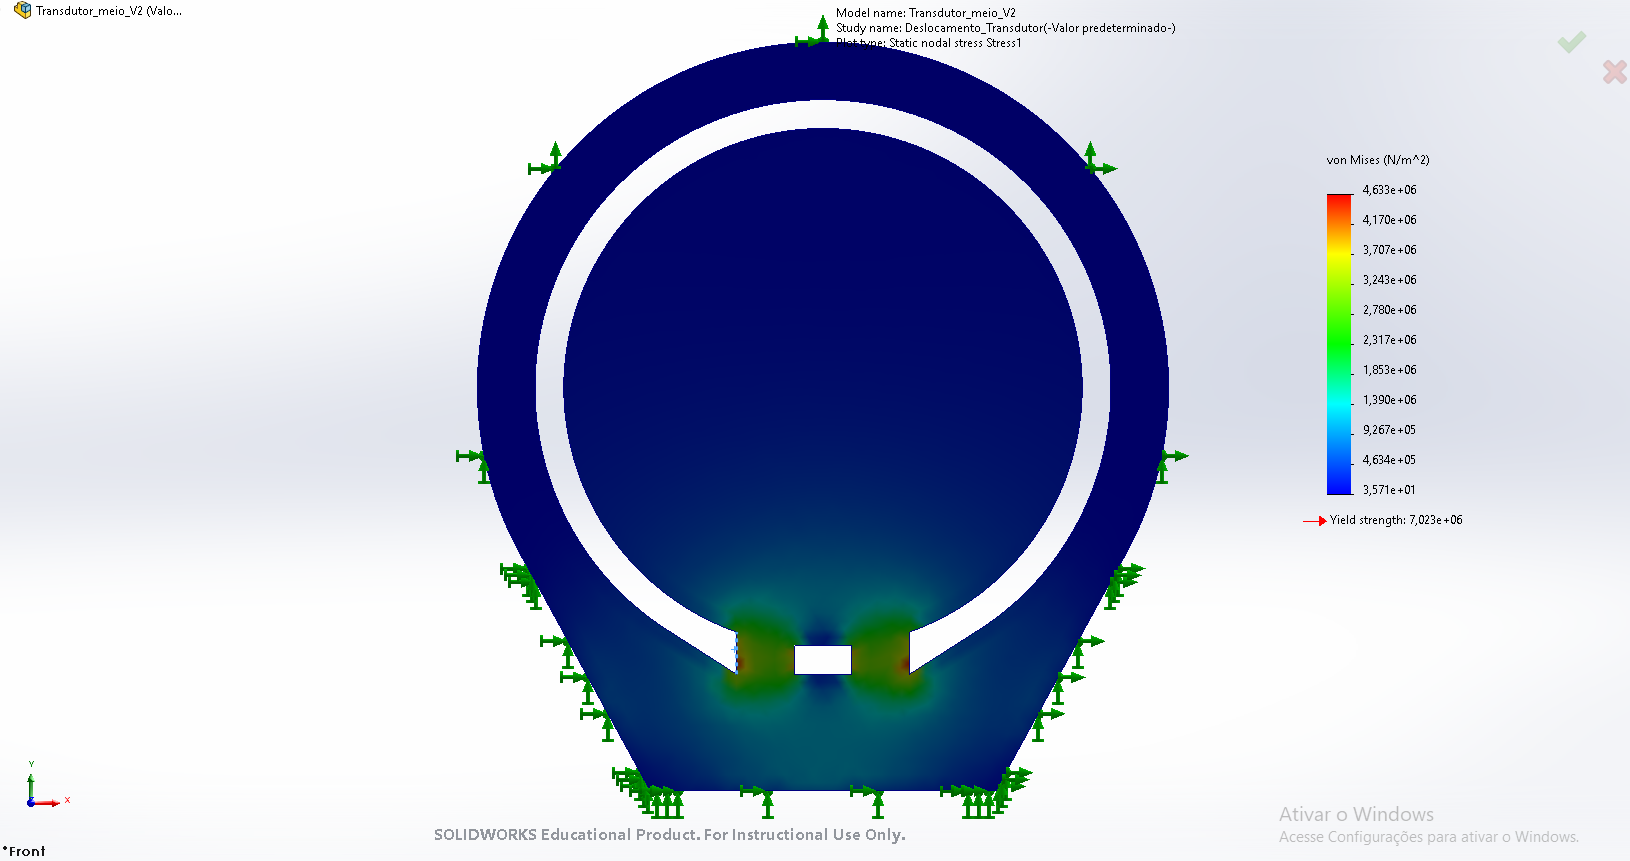 Transdutor_meio_V2 (Valo...
Model name: Transdutor_meio_V2
Study name: Deslocamento_Transdutor(-Valor predeterminado-)
Plot type: Static nodal stress Stress1
von Mises (N/m^2)
4,633e+06
4,170e+06
3,707e+06
3,243e+06
2,780e+06
2,317e+06
1,853e+06
1,390e+06
9,267e+05
4,634e+05
3,571e+01
Yield strength: 7,023e+06
Y
X
Z
SOLIDWORKS Educational Product. For Instructional Use Only.
Ativar o Windows
Acesse Configurações para ativar o Windows.
*Front